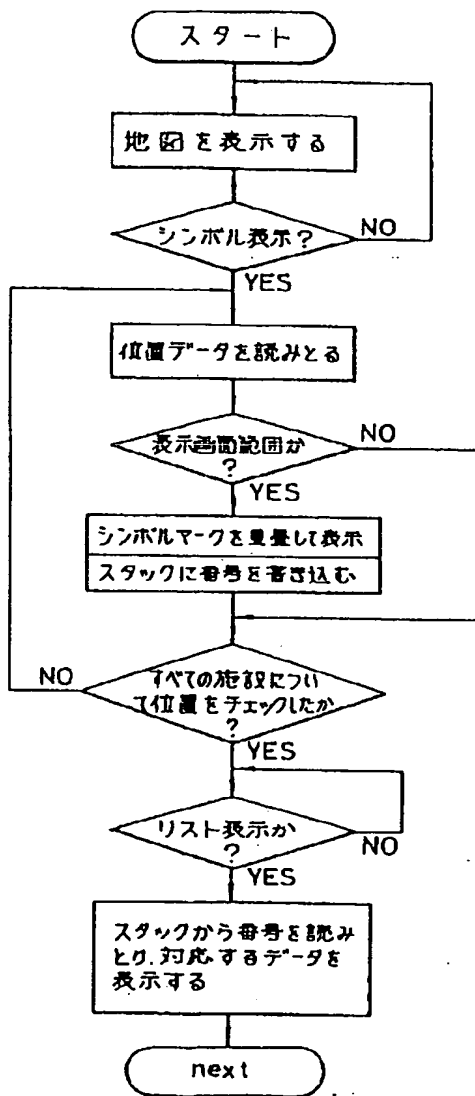 スタート
地図を表示する
シンボル表示?
NO
YES
位置データを読みとる
表示画面範囲か
?
NO
YES
シンボルマークを重畳して表示
スタックに番号を書き込む
NO
すべての施設につい
て位置をチェックしたか
?
YES
リスト表示か
?
NO
YES
スタックから番号を読み
とり、対応するデータを
表示する
next